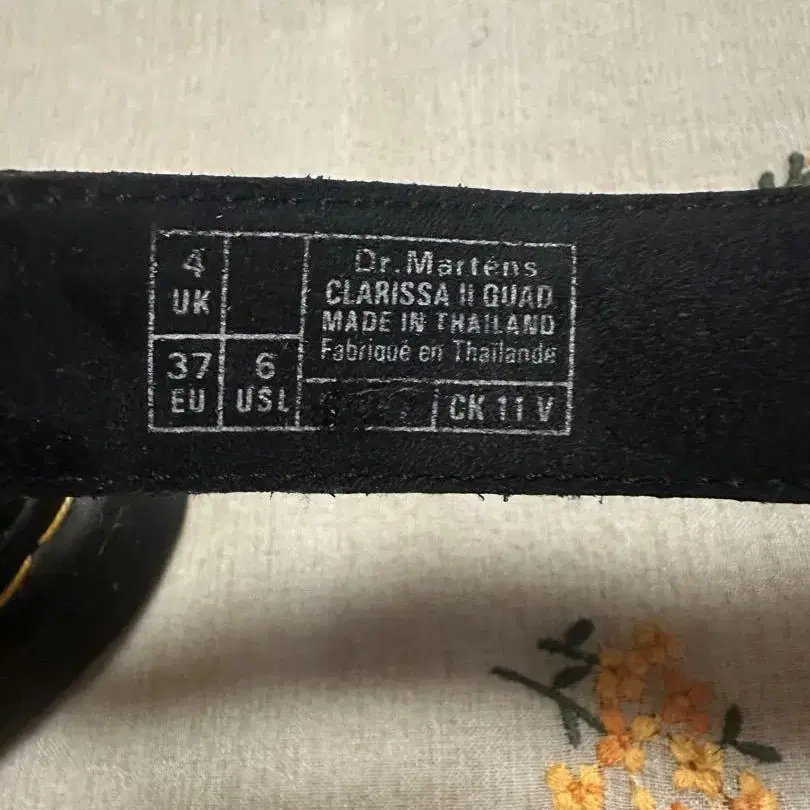 4
UK
37
EU
6
USL
Dr. Martens
CLARISSA II QUAD
MADE IN THAILAND
Fabriqué en Thaïlande
CK 11 V